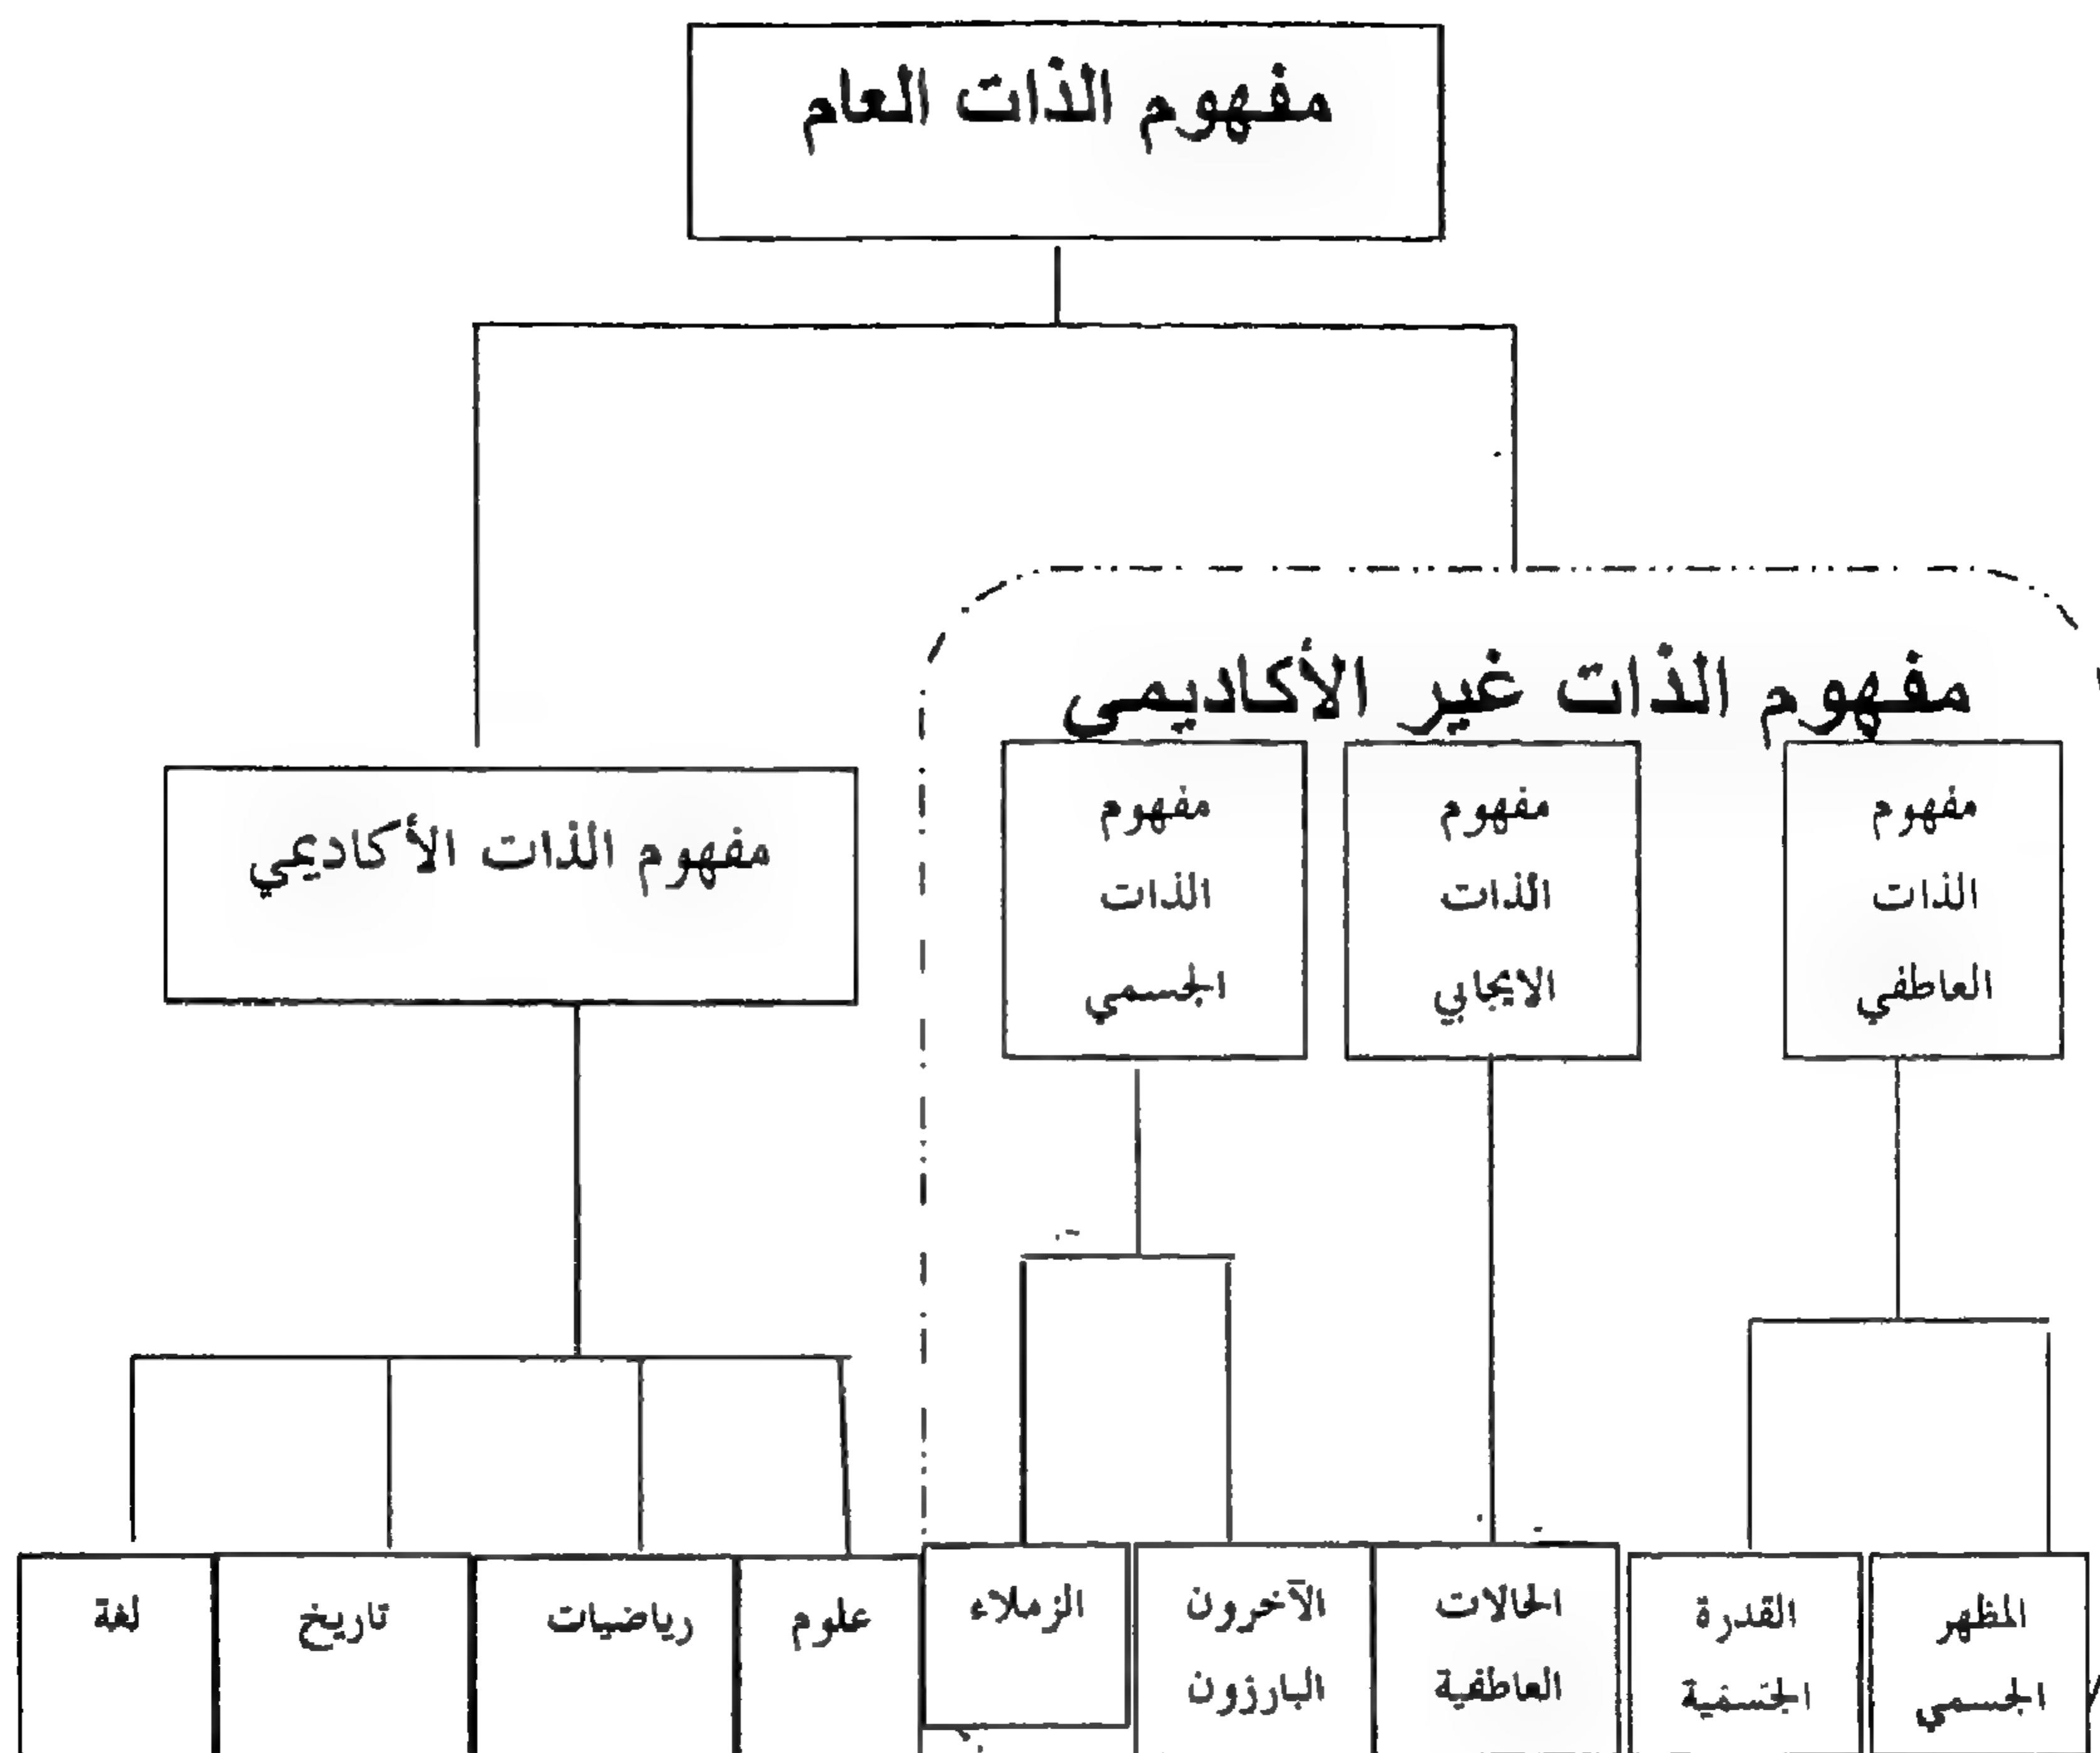 مفهوم الذات العام
مفهوم الذات غير الأكاديمي
مفهوم
الذات
العاطفي
مفهوم
الذات
الايجابي
مفهوم
الذات
الجسمي
مفهوم الذات الأكاديمي
المظهر
الجسمي
القدرة
الجسمية
الحالات
العاطفية
الآخرون
البارزون
الزملاء
علوم
رياضيات
تاريخ
لغة